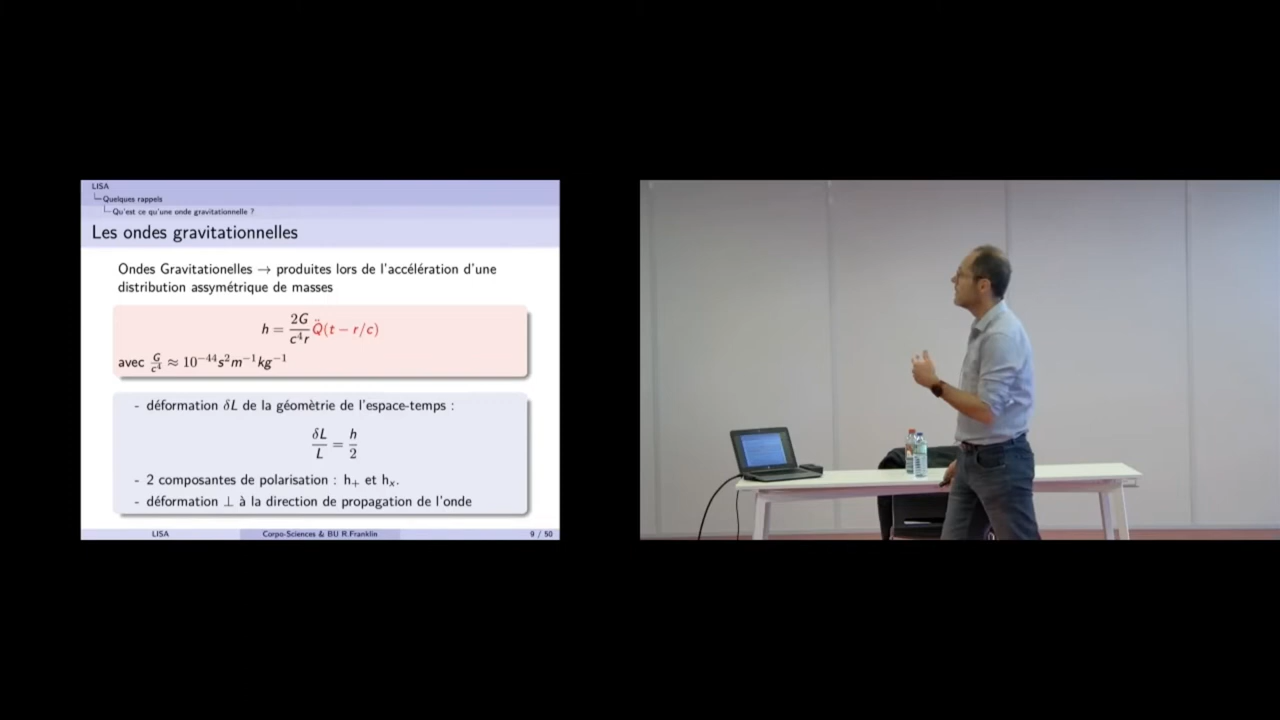 LISA
Quelques rappels
Qu'est ce qu'une onde gravitationnelle ?
Les ondes gravitationnelles
Ondes Gravitationelles → produites lors de l'accélération d'une
distribution assymétrique de masses
h = 2G/c⁴r Q̈(t − r/c)
avec G/c⁴ ≈ 10⁻⁴⁴s²m⁻¹kg⁻¹
- déformation δL de la géomètrie de l'espace-temps :
δL/L = h/2
- 2 composantes de polarisation : h₊ et hₓ.
- déformation ⊥ à la direction de propagation de l'onde
LISA Corpo-Sciences & BU R.Franklin 9 / 50